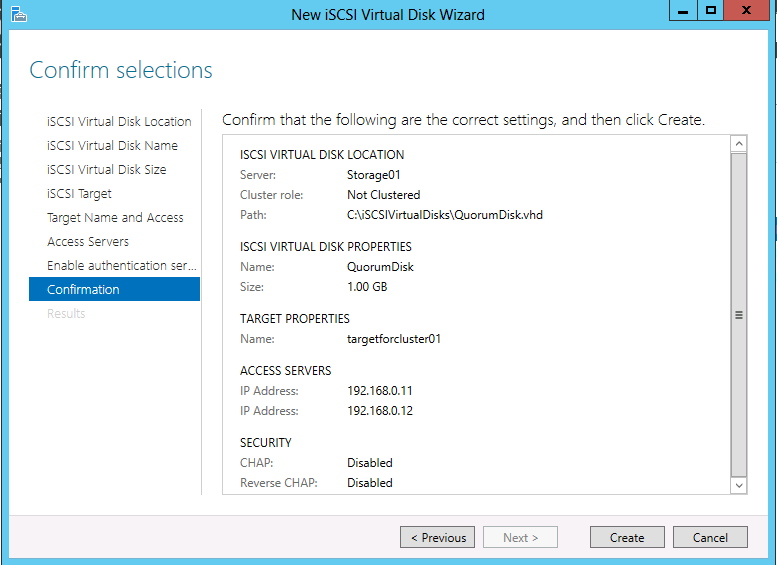 New iSCSI Virtual Disk Wizard
Confirm selections
iSCSI Virtual Disk Location
iSCSI Virtual Disk Name
iSCSI Virtual Disk Size
iSCSI Target
Target Name and Access
Access Servers
Enable authentication ser...
Confirmation
Results
Confirm that the following are the correct settings, and then click Create.
ISCSI VIRTUAL DISK LOCATION
Server: Storage01
Cluster role: Not Clustered
Path: C:\iSCSIVirtualDisks\QuorumDisk.vhd
ISCSI VIRTUAL DISK PROPERTIES
Name: QuorumDisk
Size: 1.00 GB
TARGET PROPERTIES
Name: targetforcluster01
ACCESS SERVERS
IP Address: 192.168.0.11
IP Address: 192.168.0.12
SECURITY
CHAP: Disabled
Reverse CHAP: Disabled
< Previous
Next >
Create
Cancel